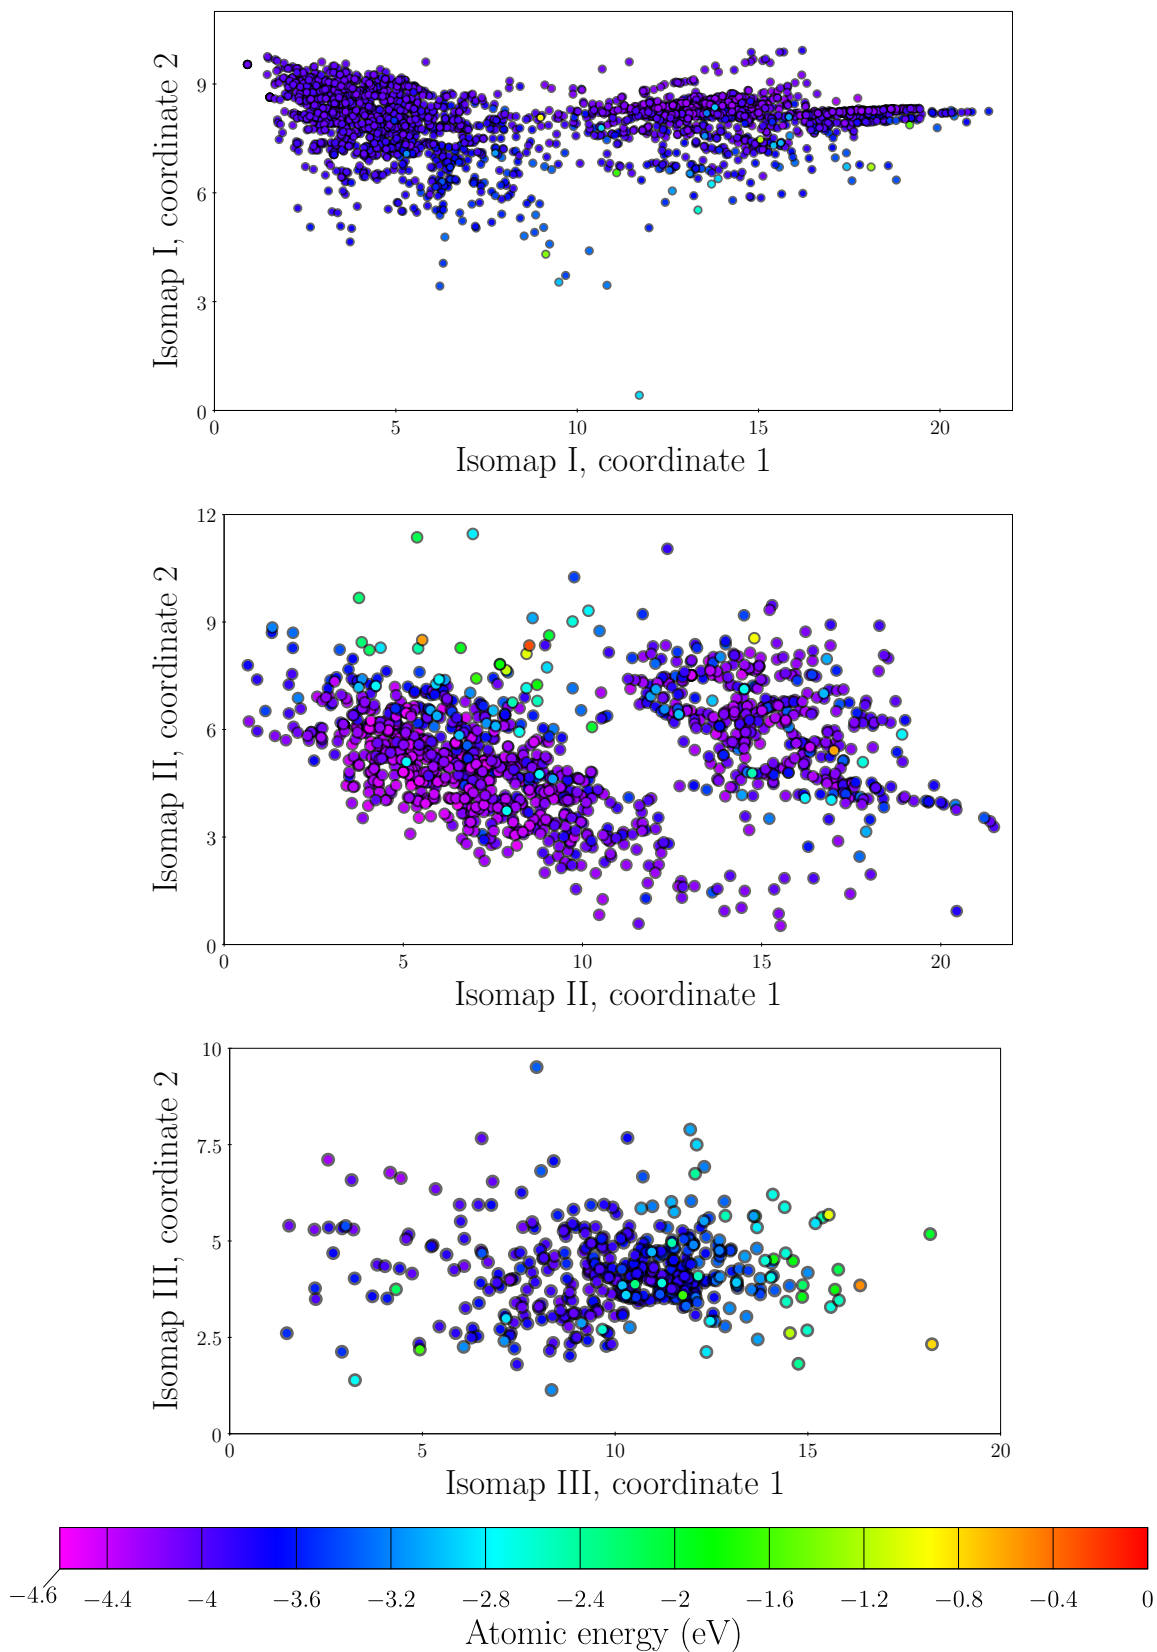 Isomap I, coordinate 2
9
6
3
0
0 5 10 15 20
Isomap I, coordinate 1
Isomap II, coordinate 2
12
9
6
3
0
0 5 10 15 20
Isomap II, coordinate 1
Isomap III, coordinate 2
10
7.5
5
2.5
0
0 5 10 15 20
Isomap III, coordinate 1
−4.6 −4.4 −4 −3.6 −3.2 −2.8 −2.4 −2 −1.6 −1.2 −0.8 −0.4 0
Atomic energy (eV)